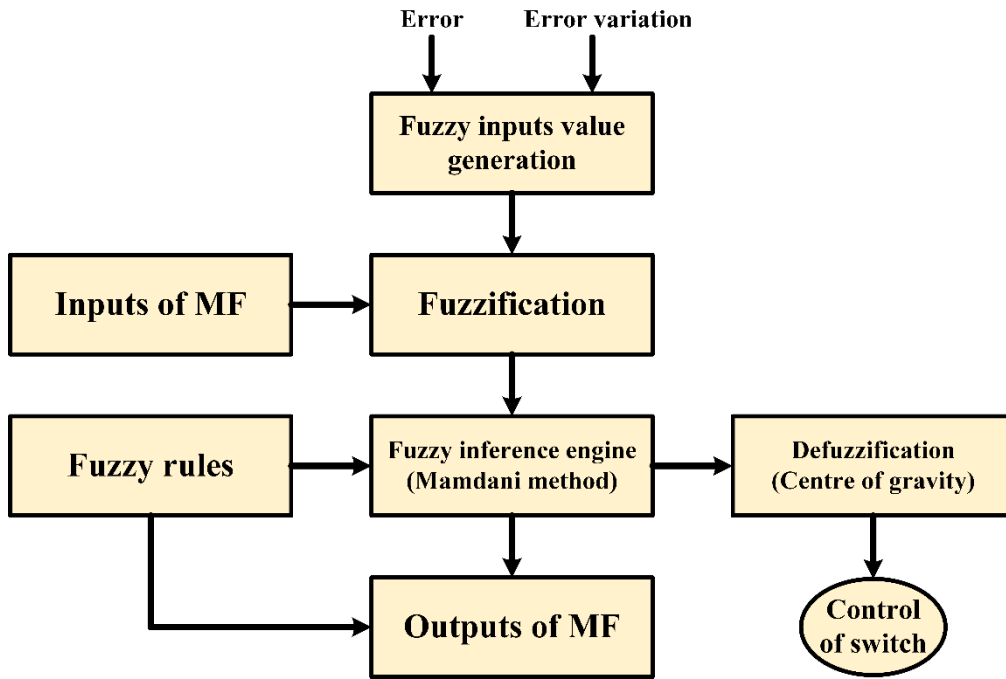 Error
Error variation
Fuzzy inputs value
generation
Inputs of MF
Fuzzification
Fuzzy rules
Fuzzy inference engine
(Mamdani method)
Defuzzification
(Centre of gravity)
Outputs of MF
Control
of switch